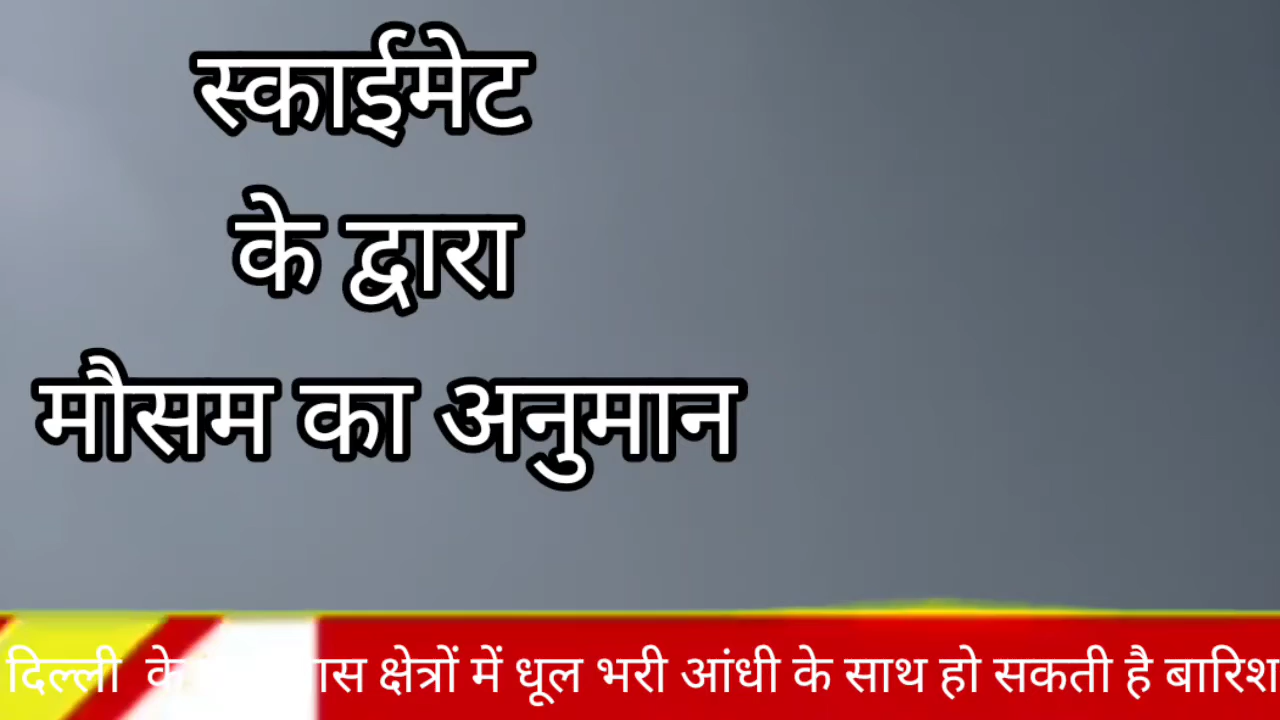 स्काईमेट
के द्वारा
मौसम का अनुमान
दिल्ली के क्षेत्रों में धूल भरी आंधी के साथ हो सकती है बारिश